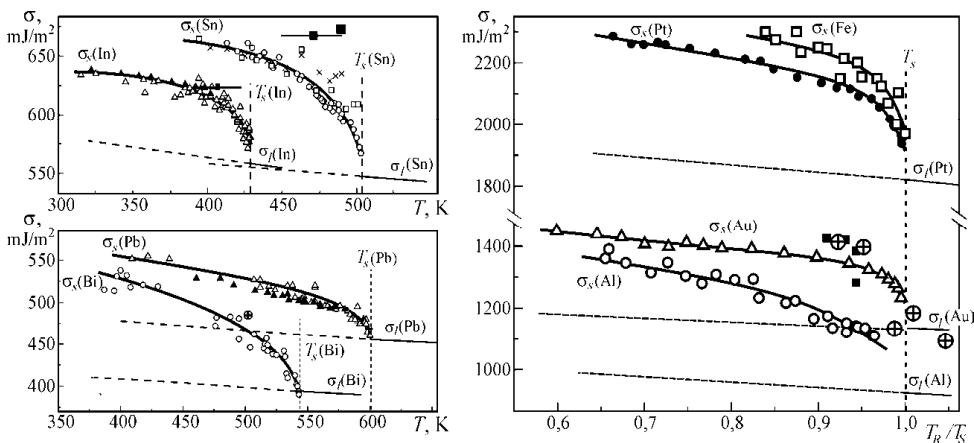 σ,
mJ/m²
σₛ(Sn)
σₛ(In)
Tₛ(Sn)
Tₛ(In)
σₗ(In)
σₗ(Sn)
650
600
550
300 350 400 450 500 T, K
σ,
mJ/m²
σₛ(Pb)
σₛ(Bi)
Tₛ(Pb)
Tₛ(Bi)
σₗ(Pb)
σₗ(Bi)
550
500
450
400
400 450 500 550 600 T, K
σ,
mJ/m²
σₛ(Pt)
σₛ(Fe)
Tₛ
σₗ(Pt)
2200
2000
1800
σ,
mJ/m²
σₛ(Au)
σₛ(Al)
σₗ(Au)
σₗ(Al)
1400
1200
1000
0,6 0,7 0,8 0,9 1,0 T_R/Tₛ